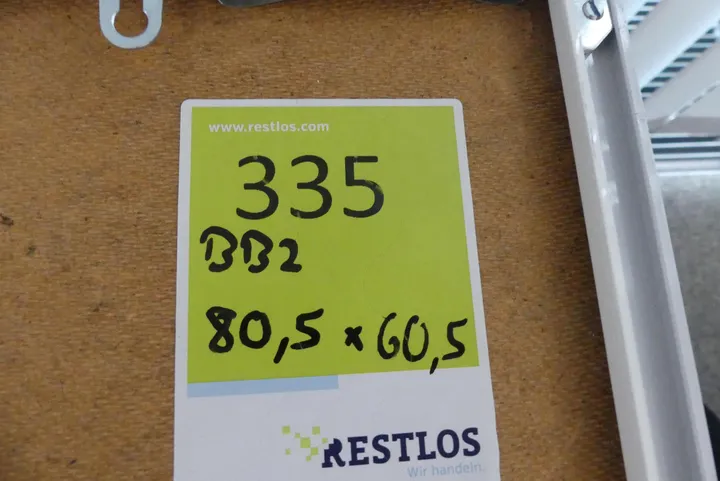 www.restlos.com
335
BB2
80,5 x 60,5
RESTLOS
Wir handeln.